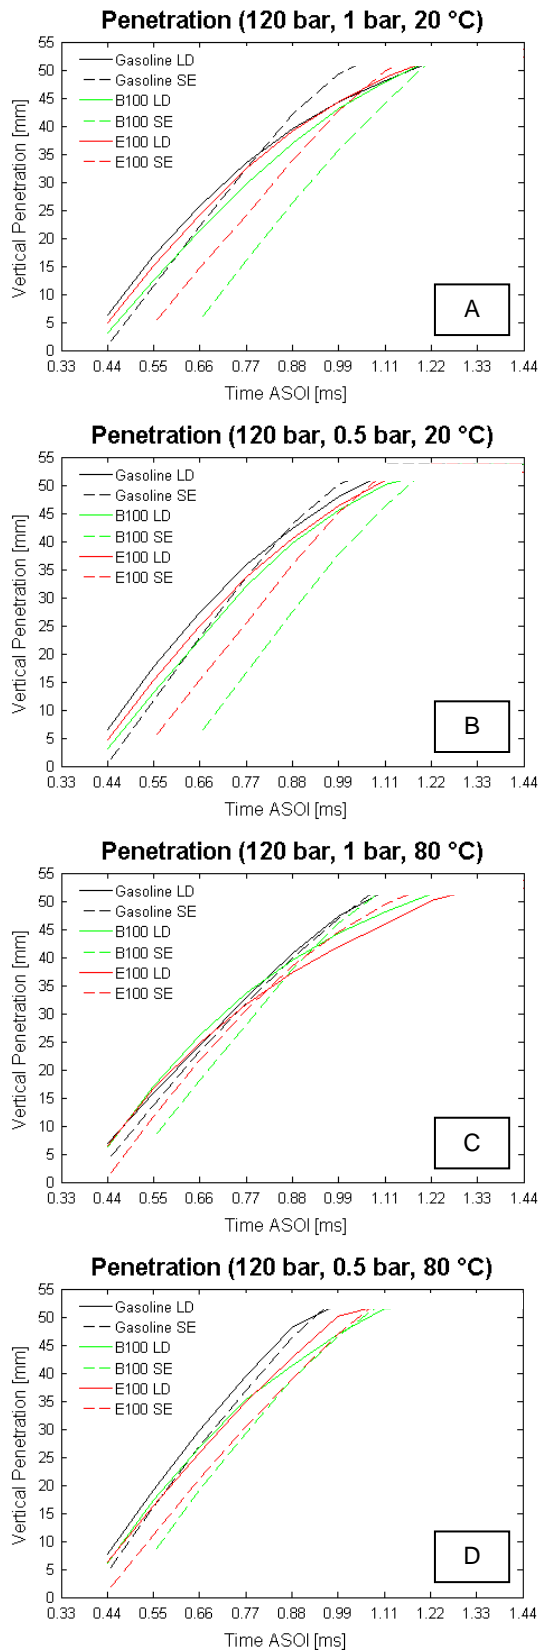 Penetration (120 bar, 1 bar, 20 °C)
55
50
45
40
35
30
25
20
15
10
5
0
Vertical Penetration [mm]
Gasoline LD
Gasoline SE
B100 LD
B100 SE
E100 LD
E100 SE
A
0.33 0.44 0.55 0.66 0.77 0.88 0.99 1.11 1.22 1.33 1.44
Time ASOI [ms]
Penetration (120 bar, 0.5 bar, 20 °C)
55
50
45
40
35
30
25
20
15
10
5
0
Vertical Penetration [mm]
Gasoline LD
Gasoline SE
B100 LD
B100 SE
E100 LD
E100 SE
B
0.33 0.44 0.55 0.66 0.77 0.88 0.99 1.11 1.22 1.33 1.44
Time ASOI [ms]
Penetration (120 bar, 1 bar, 80 °C)
55
50
45
40
35
30
25
20
15
10
5
0
Vertical Penetration [mm]
Gasoline LD
Gasoline SE
B100 LD
B100 SE
E100 LD
E100 SE
C
0.33 0.44 0.55 0.66 0.77 0.88 0.99 1.11 1.22 1.33 1.44
Time ASOI [ms]
Penetration (120 bar, 0.5 bar, 80 °C)
55
50
45
40
35
30
25
20
15
10
5
0
Vertical Penetration [mm]
Gasoline LD
Gasoline SE
B100 LD
B100 SE
E100 LD
E100 SE
D
0.33 0.44 0.55 0.66 0.77 0.88 0.99 1.11 1.22 1.33 1.44
Time ASOI [ms]